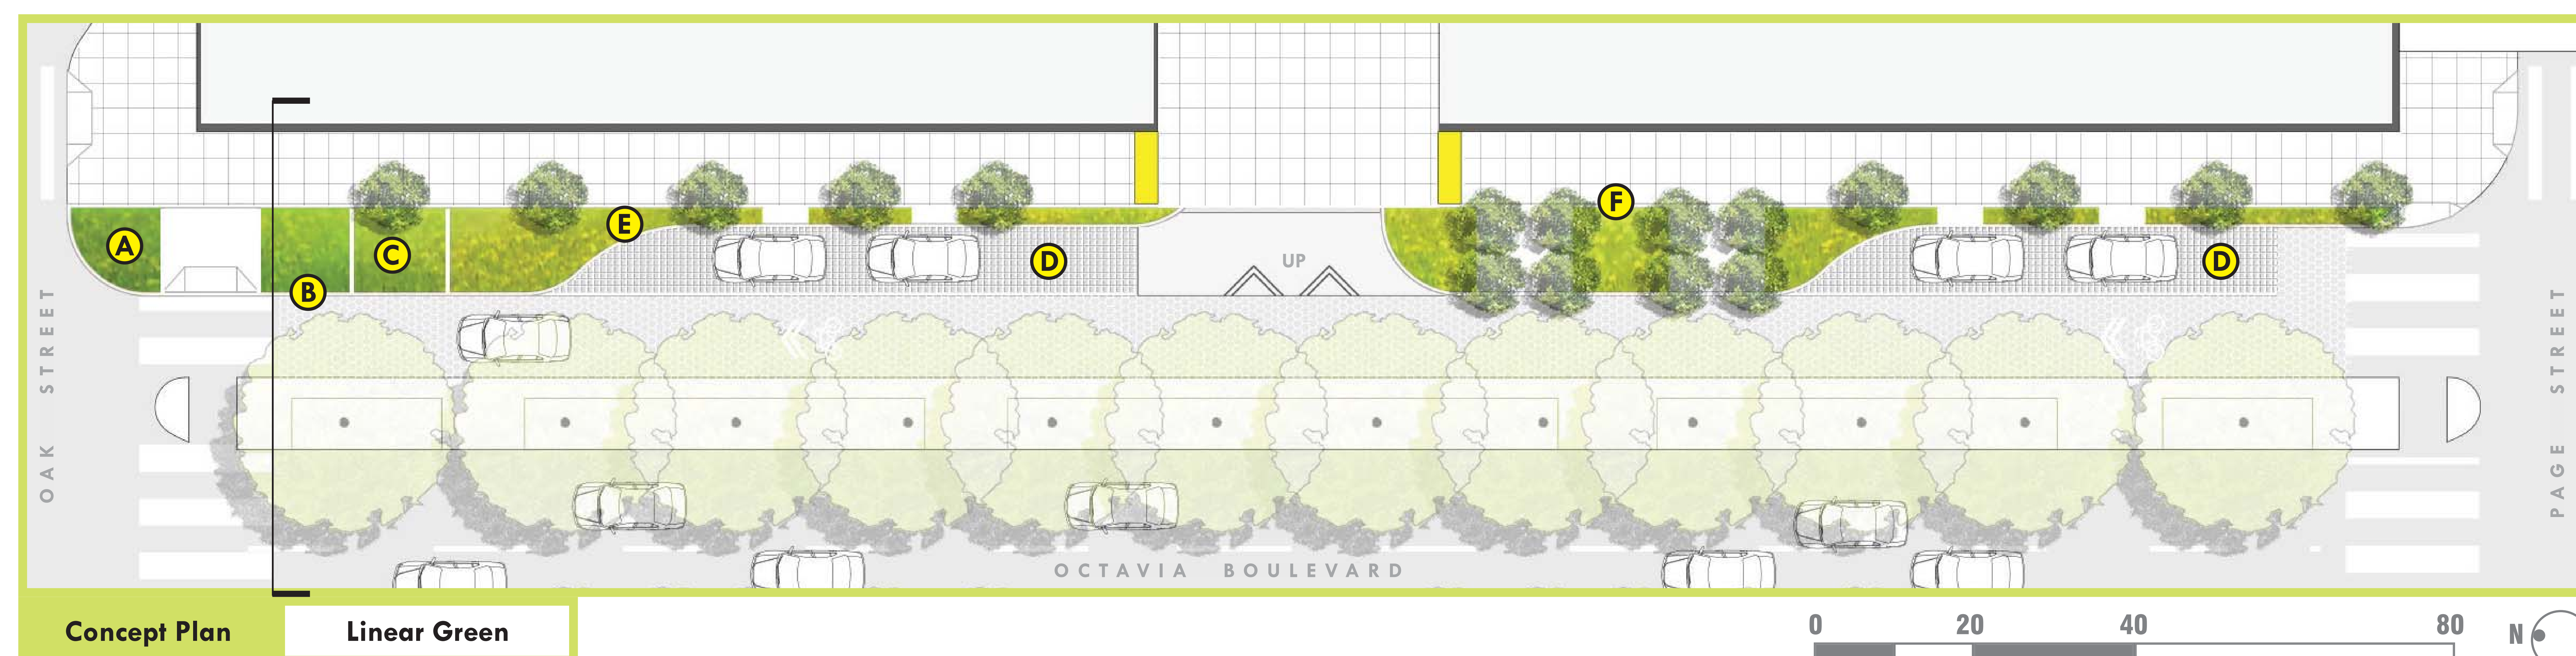 A
B
C
E
D
UP
F
D
OAK STREET
PAGE STREET
OCTAVIA BOULEVARD
Concept Plan
Linear Green
0 20 40 80
N